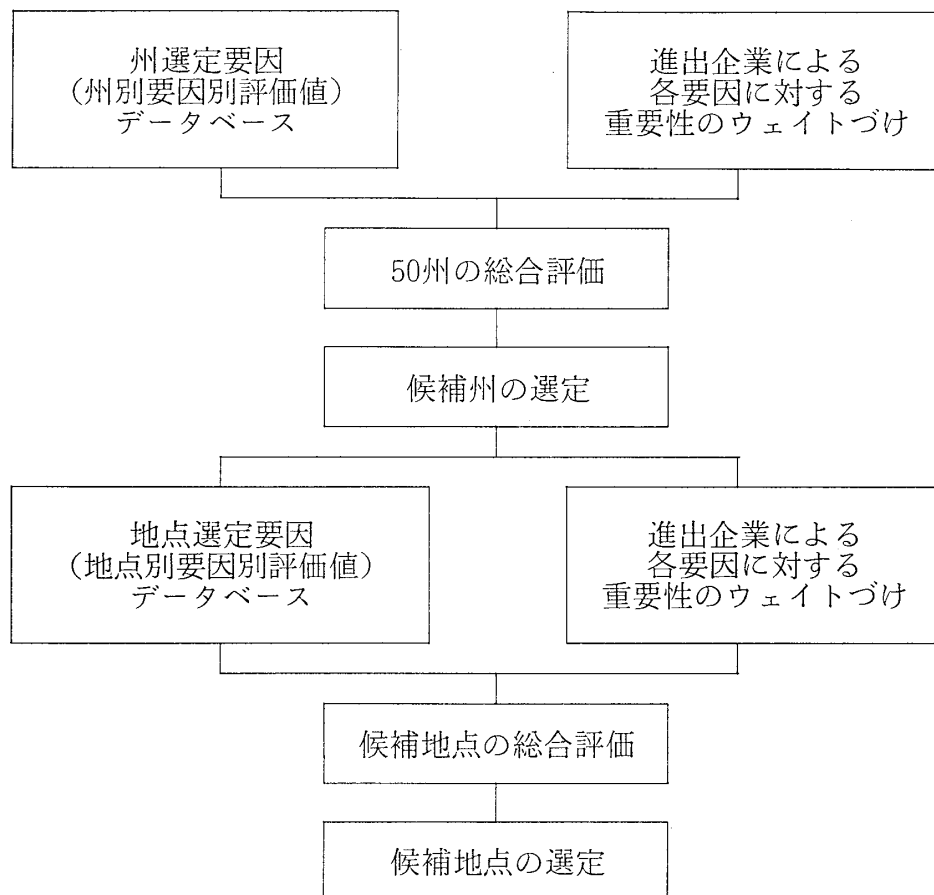 州選定要因
(州別要因別評価値)
データベース
進出企業による
各要因に対する
重要性のウェイトづけ
50州の総合評価
候補州の選定
地点選定要因
(地点別要因別評価値)
データベース
進出企業による
各要因に対する
重要性のウェイトづけ
候補地点の総合評価
候補地点の選定